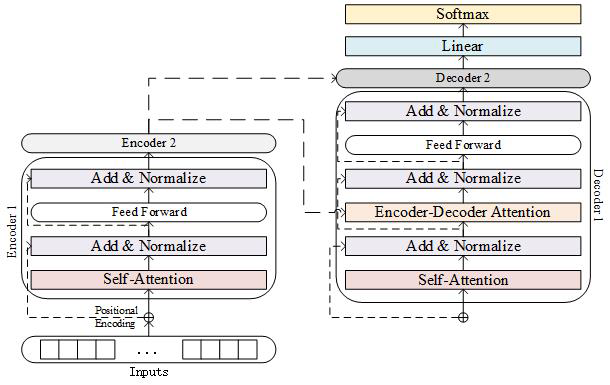 Softmax
Linear
Decoder 2
Add & Normalize
Feed Forward
Add & Normalize
Encoder-Decoder Attention
Add & Normalize
Self-Attention
Decoder 1
Encoder 2
Add & Normalize
Feed Forward
Add & Normalize
Self-Attention
Encoder 1
Positional
Encoding
...
Inputs